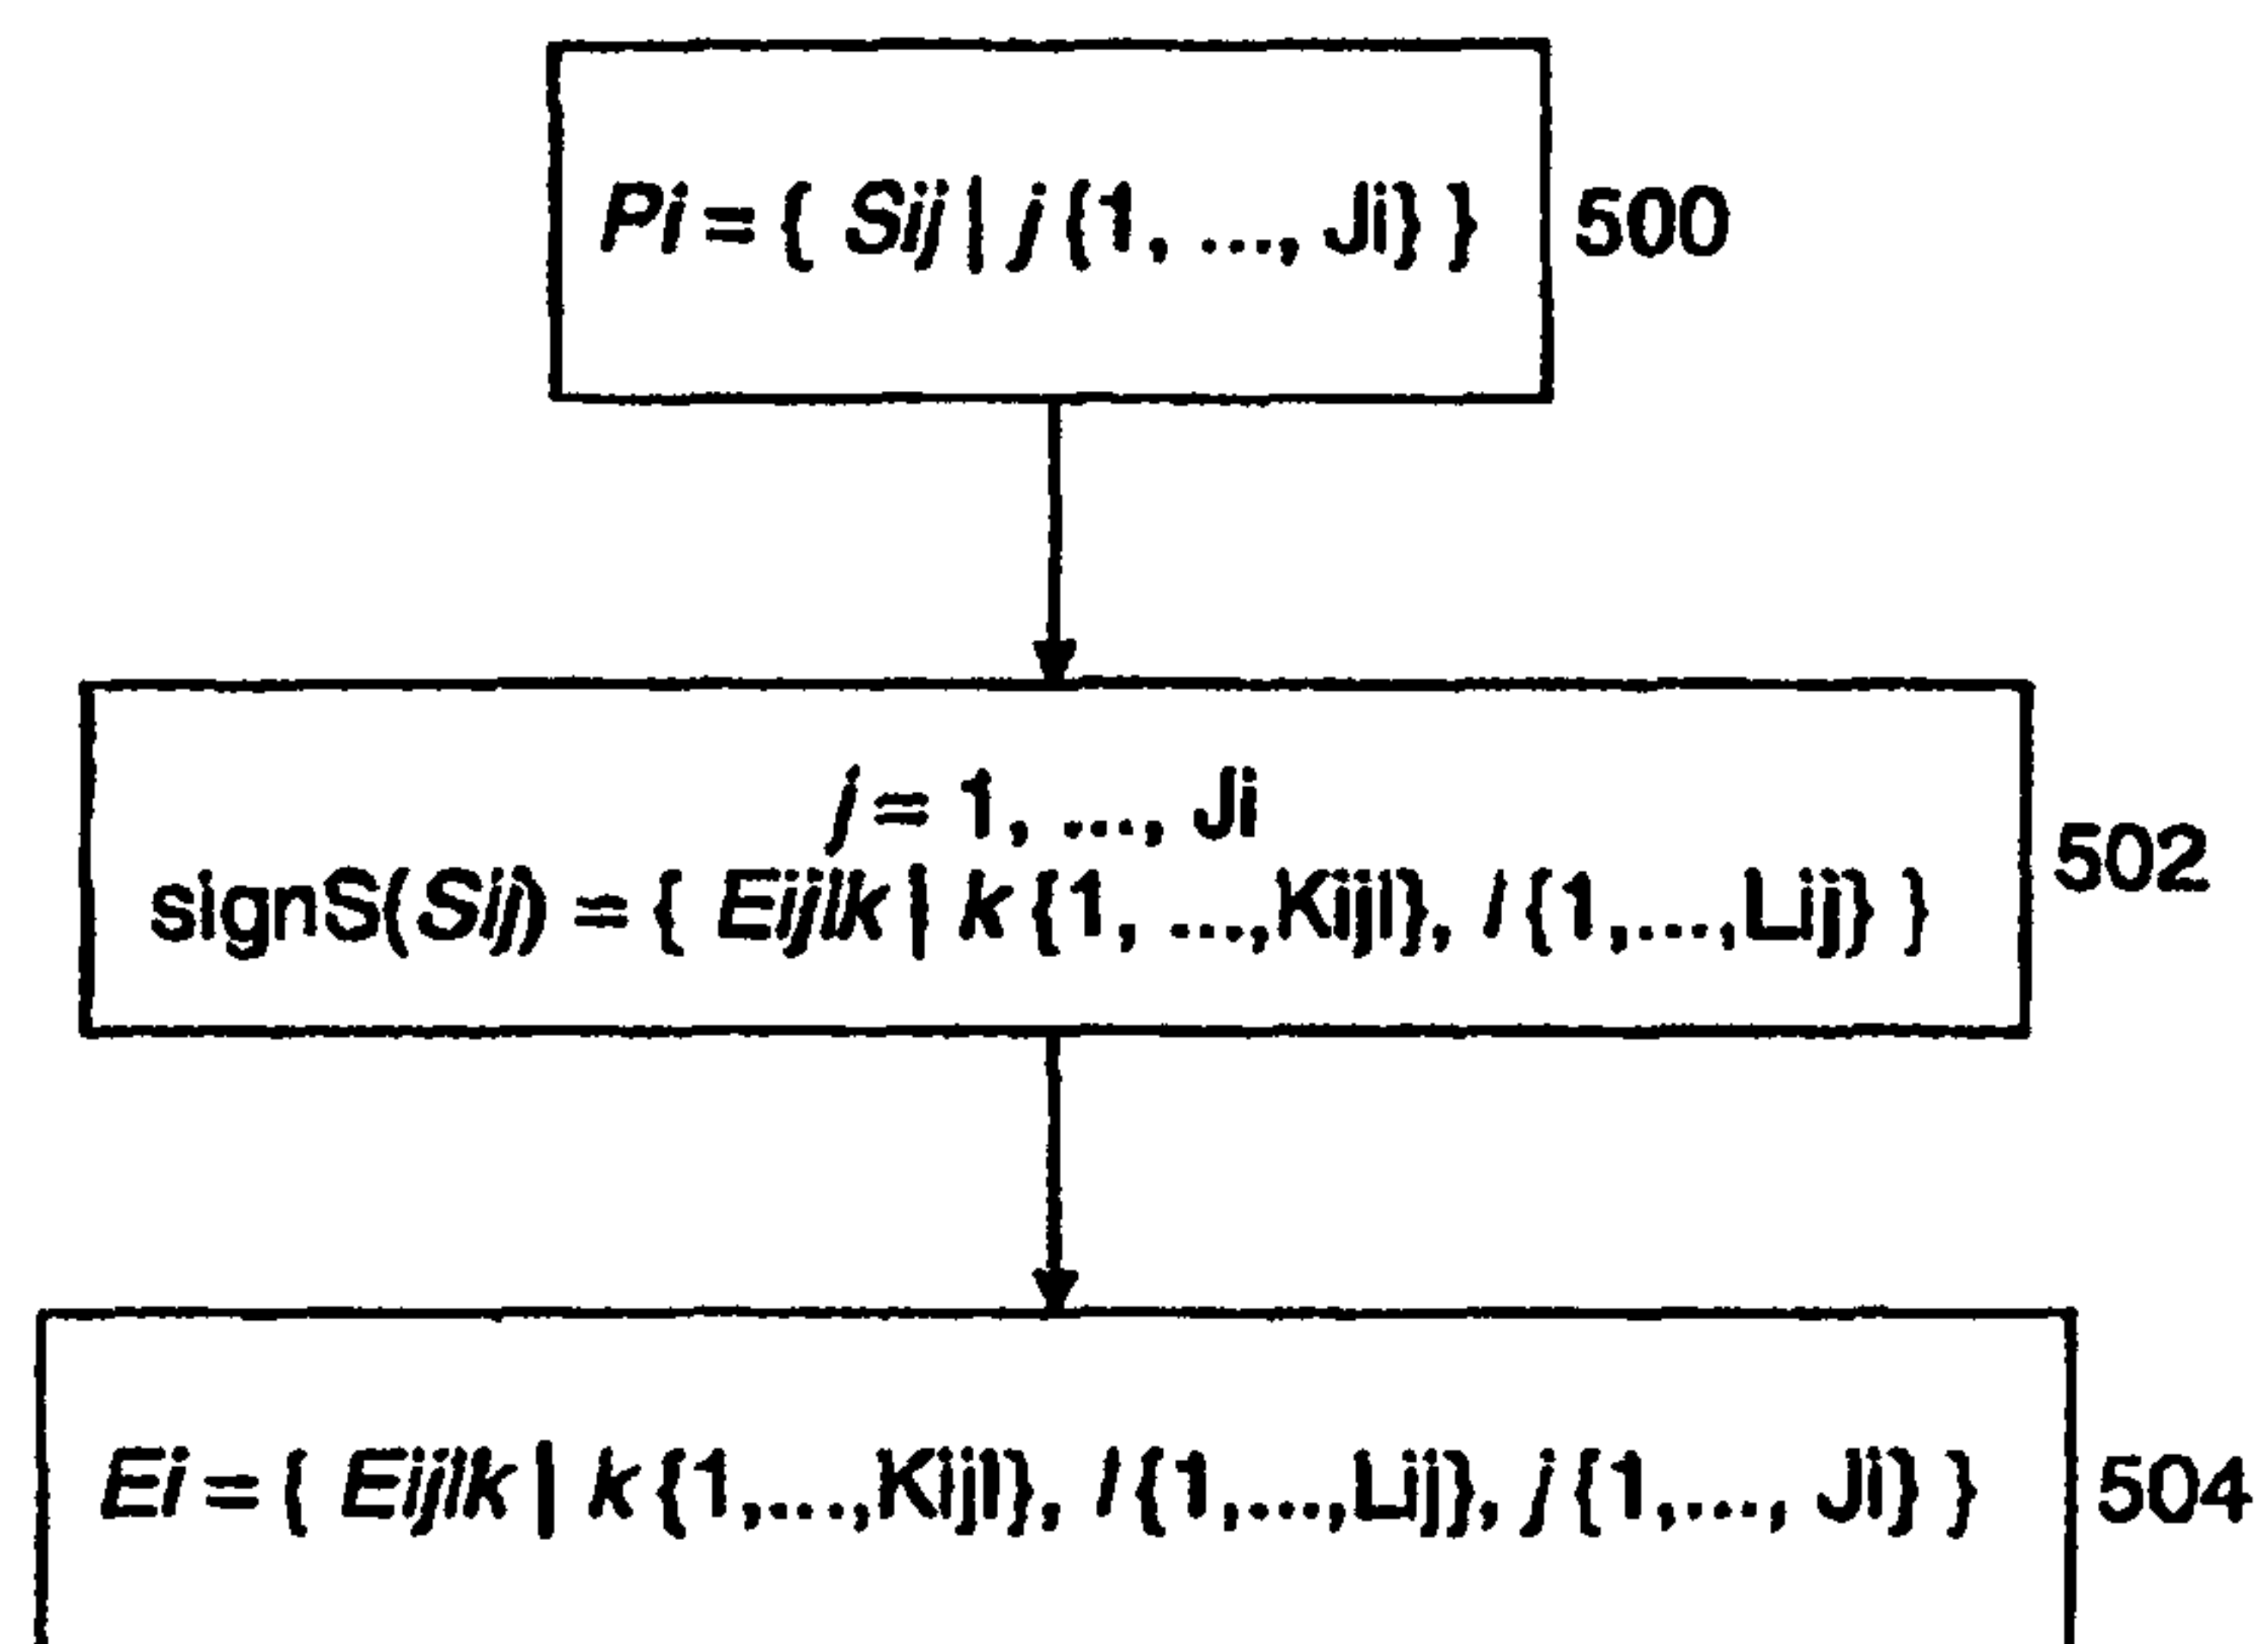 Pi = { Sij | j {1, ..., Ji} }
500
j = 1, ..., Ji
signS(Sij) = { Eijlk | k {1, ...,Kijl}, l {1,...,Lij} }
502
Ei = { Eijlk | k {1,...,Kijl}, l {1,...,Lij}, j {1,..., Ji} }
504